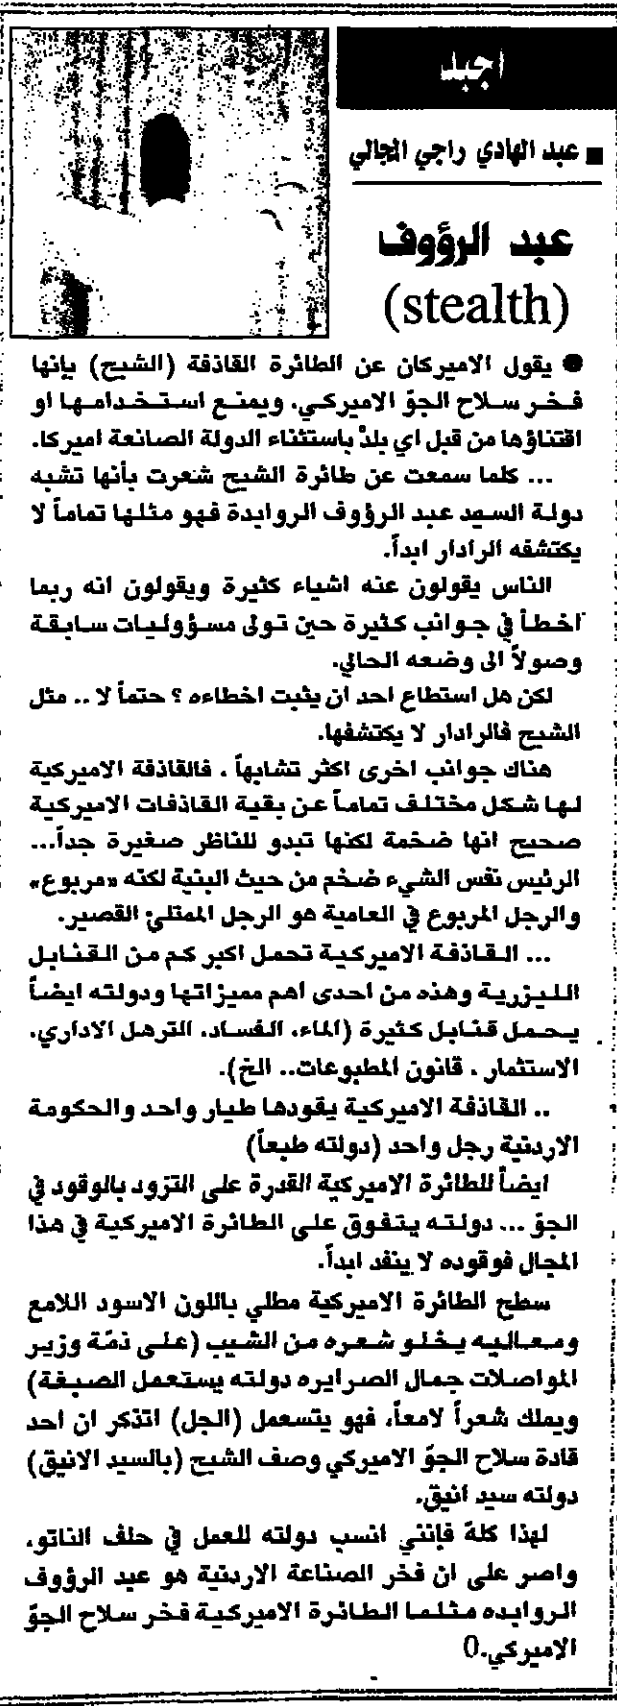 اجبد
■ عبد الهادي راجي المجالي
عبد الرؤوف
(stealth)
● يقول الاميركان عن الطائرة القاذفة (الشبح) بإنها
فخر سلاح الجوّ الاميركي. ويمنع استخدامها او
اقتناؤها من قبل اي بلدْ باستثناء الدولة الصانعة اميركا.
... كلما سمعت عن طائرة الشبح شعرت بأنها تشبه
دولة السيد عبد الرؤوف الروابدة فهو مثلها تماماً لا
يكتشفه الرادار ابداً.
الناس يقولون عنه اشياء كثيرة ويقولون انه ربما
اخطأ في جوانب كثيرة حين تولى مسؤوليات سابقة
وصولاً الى وضعه الحالي.
لكن هل استطاع احد ان يثبت اخطاءه ؟ حتماً لا .. مثل
الشبح فالرادار لا يكتشفها.
هناك جوانب اخرى اكثر تشابهاً ، فالقاذفة الاميركية
لها شكل مختلف تماماً عن بقية القاذفات الاميركية
صحيح انها ضخمة لكنها تبدو للناظر صغيرة جداً...
الرئيس نفس الشيء ضخم من حيث البنية لكنه «مربوع»
والرجل المربوع في العامية هو الرجل الممتلئ القصير.
... القاذفة الاميركية تحمل اكبر كم من القنابل
الليزرية وهذه من احدى اهم مميزاتها ودولته ايضاً
يحمل قنابل كثيرة (الماء، الفساد، الترهل الاداري،
الاستثمار ، قانون المطبوعات.. الخ).
.. القاذفة الاميركية يقودها طيار واحد والحكومة
الاردنية رجل واحد (دولته طبعاً)
ايضاً للطائرة الاميركية القدرة على التزود بالوقود في
الجوّ ... دولته يتفوق على الطائرة الاميركية في هذا
المجال فوقوده لا ينفد ابداً.
سطح الطائرة الاميركية مطلي باللون الاسود اللامع
ومعاليه يخلو شعره من الشيب (على ذمّة وزير
المواصلات جمال الصرايره دولته يستعمل الصبغة)
ويملك شعراً لامعاً، فهو يتسعمل (الجل) اتذكر ان احد
قادة سلاح الجوّ الاميركي وصف الشبح (بالسيد الانيق)
دولته سيد انيق.
لهذا كلهْ فإنني انسب دولته للعمل في حلف الناتو.
واصر على ان فخر الصناعة الاردنية هو عبد الرؤوف
الروابده مثلما الطائرة الاميركية فخر سلاح الجوّ
الاميركي.()